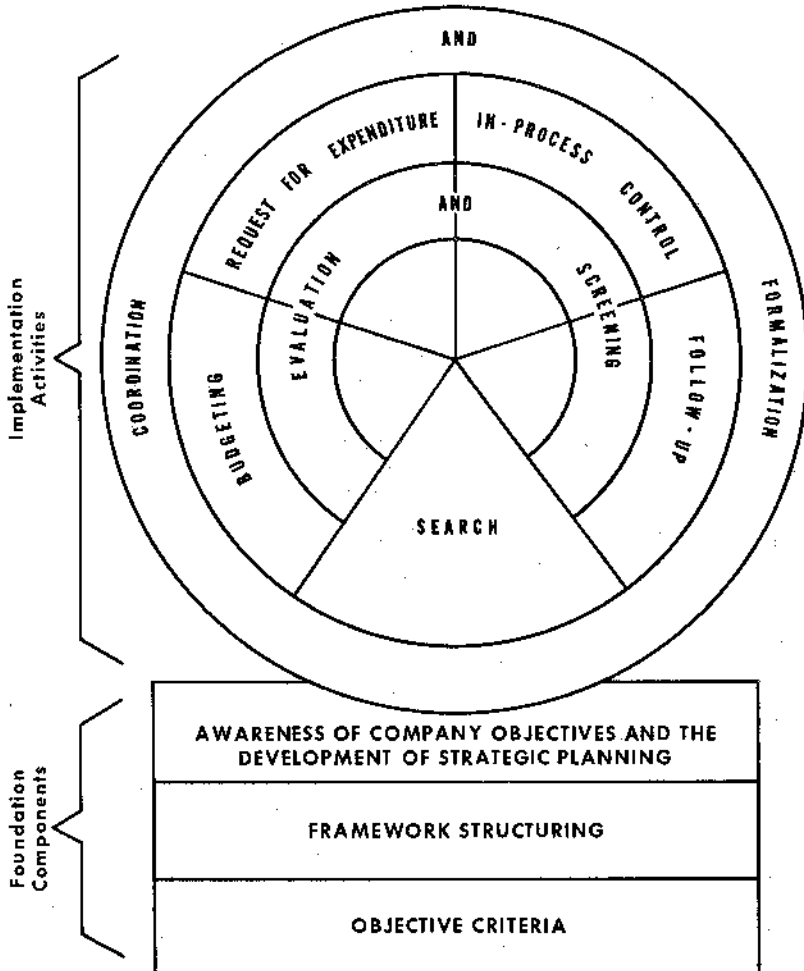 AND
COORDINATION
FORMALIZATION
REQUEST FOR EXPENDITURE
IN-PROCESS CONTROL
AND
EVALUATION
SCREENING
BUDGETING
FOLLOW-UP
SEARCH
Implementation
Activities
AWARENESS OF COMPANY OBJECTIVES AND THE
DEVELOPMENT OF STRATEGIC PLANNING
FRAMEWORK STRUCTURING
OBJECTIVE CRITERIA
Foundation
Components